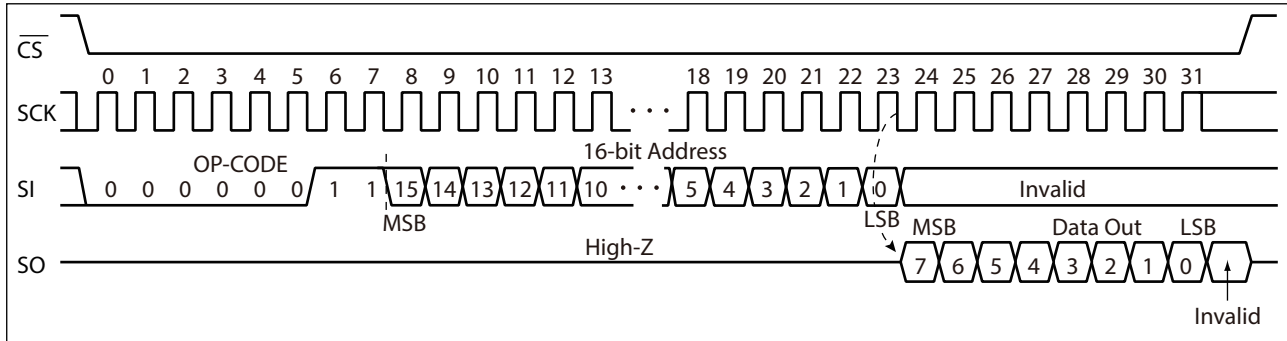 CS
0 1 2 3 4 5 6 7 8 9 10 11 12 13 18 19 20 21 22 23 24 25 26 27 28 29 30 31
SCK
· · ·
16-bit Address
OP-CODE
SI
0 0 0 0 0 0 1 1 15 14 13 12 11 10 · · · 5 4 3 2 1 0 Invalid
MSB
LSB
MSB Data Out LSB
High-Z
SO
7 6 5 4 3 2 1 0
Invalid